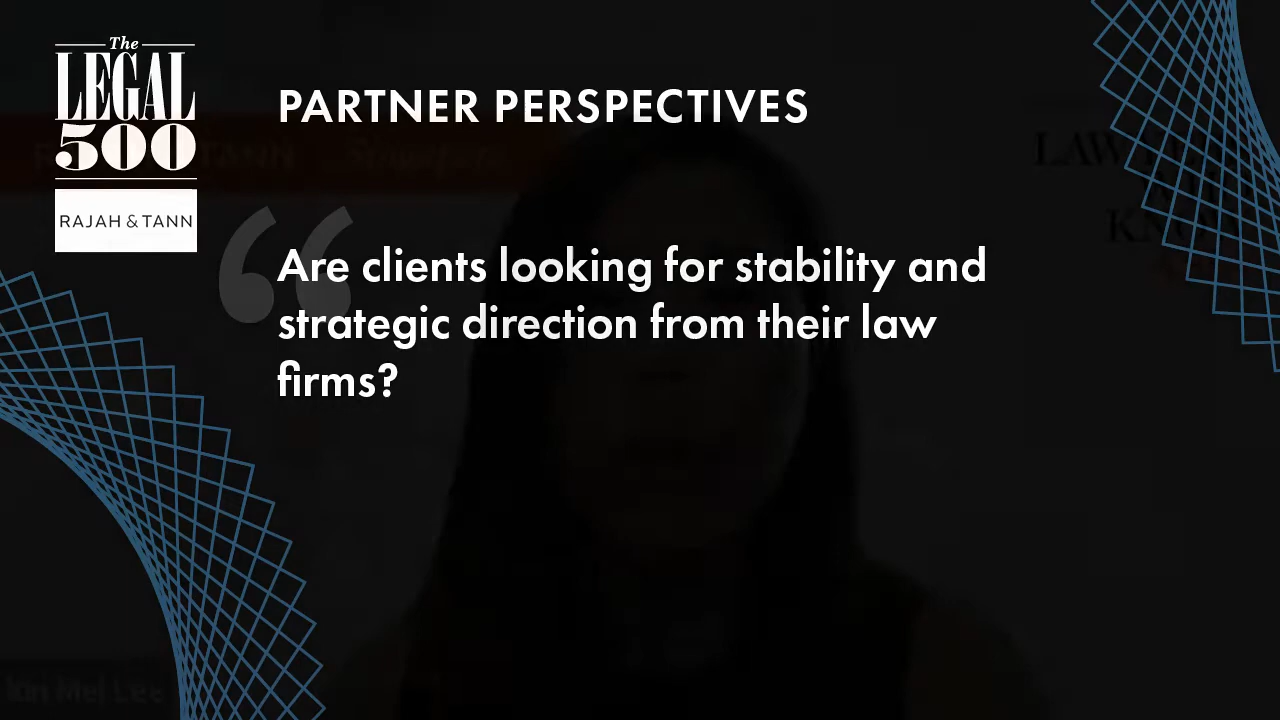 The
LEGAL
500
RAJAH & TANN
PARTNER PERSPECTIVES
“
Are clients looking for stability and
strategic direction from their law
firms?